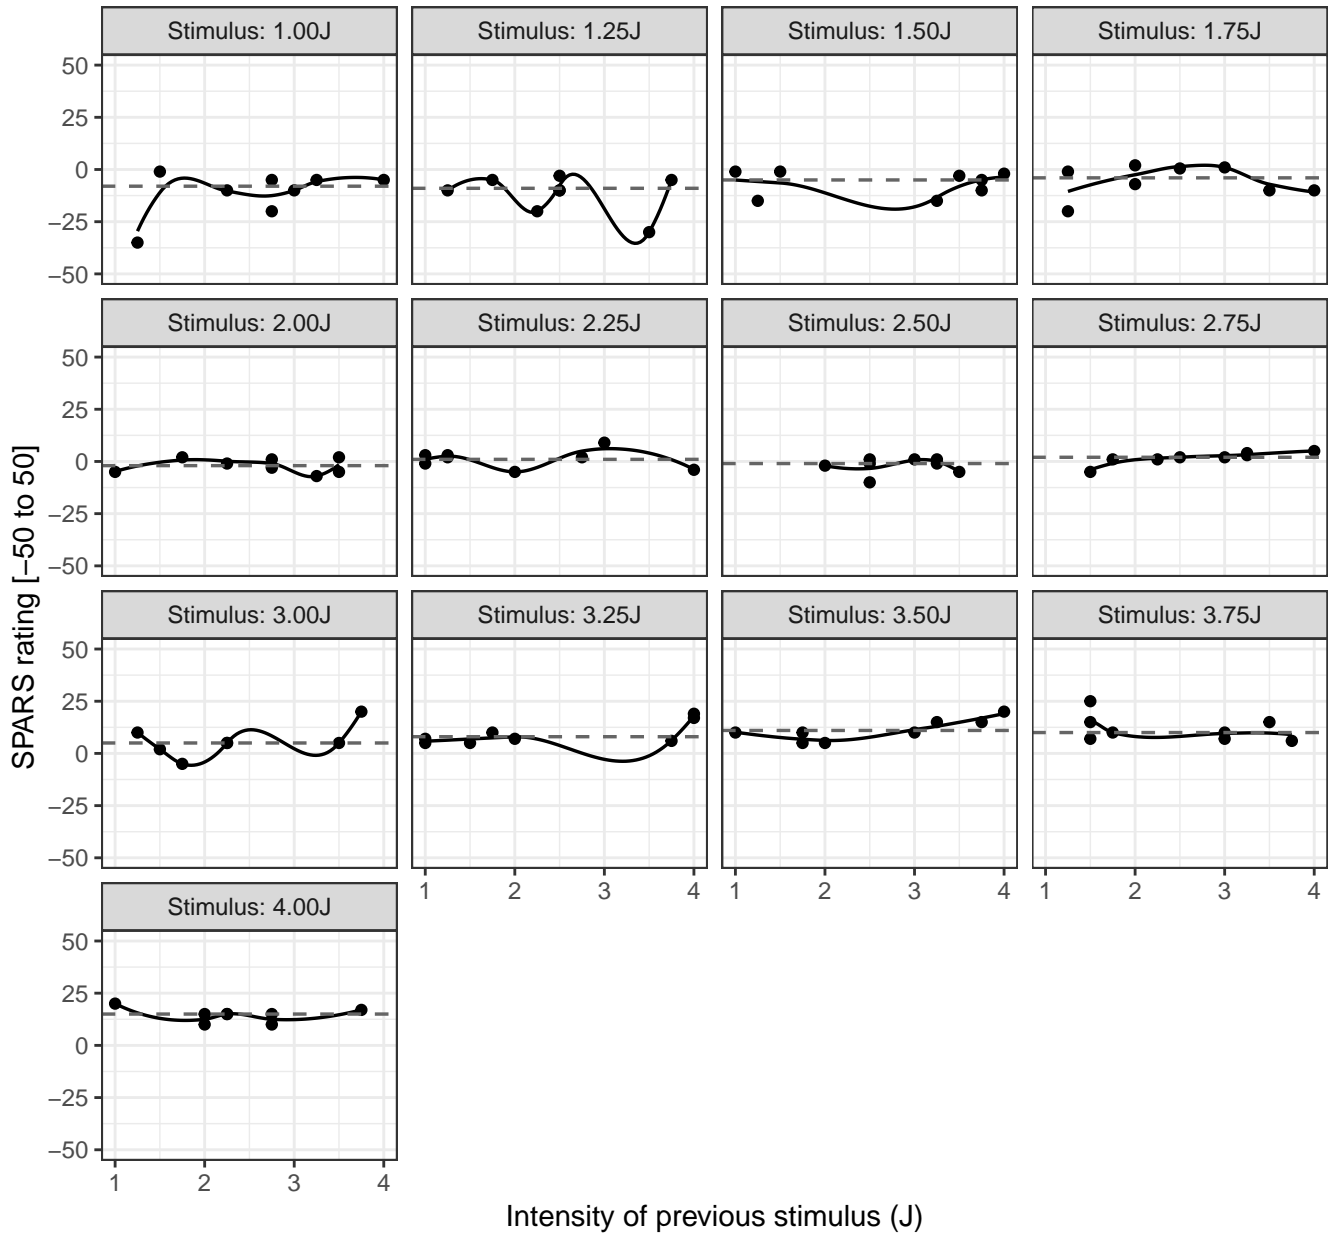 Stimulus: 1.00J Stimulus: 1.25J Stimulus: 1.50J Stimulus: 1.75J
50
25
0
−25
−50
Stimulus: 2.00J Stimulus: 2.25J Stimulus: 2.50J Stimulus: 2.75J
50
25
0
−25
−50
SPARS rating [−50 to 50]
Stimulus: 3.00J Stimulus: 3.25J Stimulus: 3.50J Stimulus: 3.75J
50
25
0
−25
−50
1 2 3 4 1 2 3 4 1 2 3 4
Stimulus: 4.00J
50
25
0
−25
−50
1 2 3 4
Intensity of previous stimulus (J)